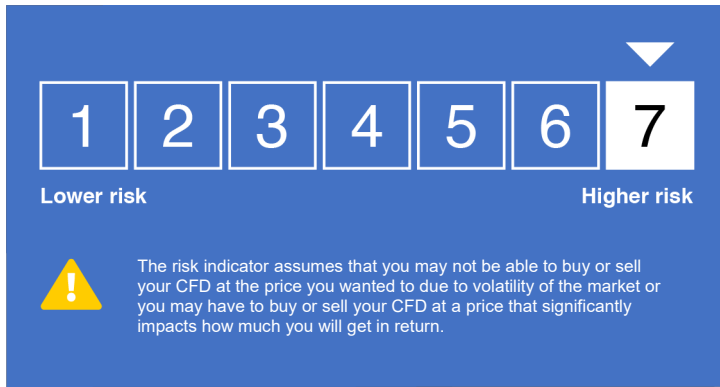 1 2 3 4 5 6 7
Lower risk Higher risk
!
The risk indicator assumes that you may not be able to buy or sell
your CFD at the price you wanted to due to volatility of the market or
you may have to buy or sell your CFD at a price that significantly
impacts how much you will get in return.